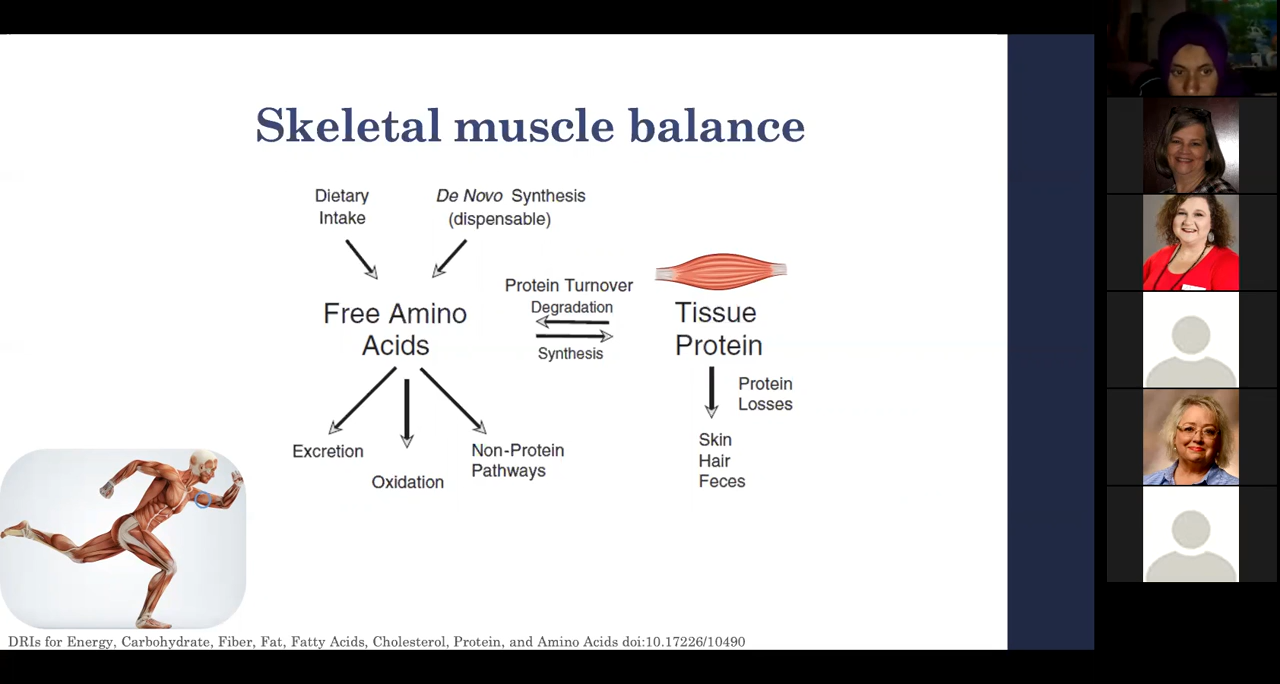 Skeletal muscle balance
Dietary
Intake
De Novo Synthesis
(dispensable)
Free Amino
Acids
Protein Turnover
Degradation
Synthesis
Tissue
Protein
Protein
Losses
Excretion
Oxidation
Non-Protein
Pathways
Skin
Hair
Feces
DRIs for Energy, Carbohydrate, Fiber, Fat, Fatty Acids, Cholesterol, Protein, and Amino Acids doi:10.17226/10490